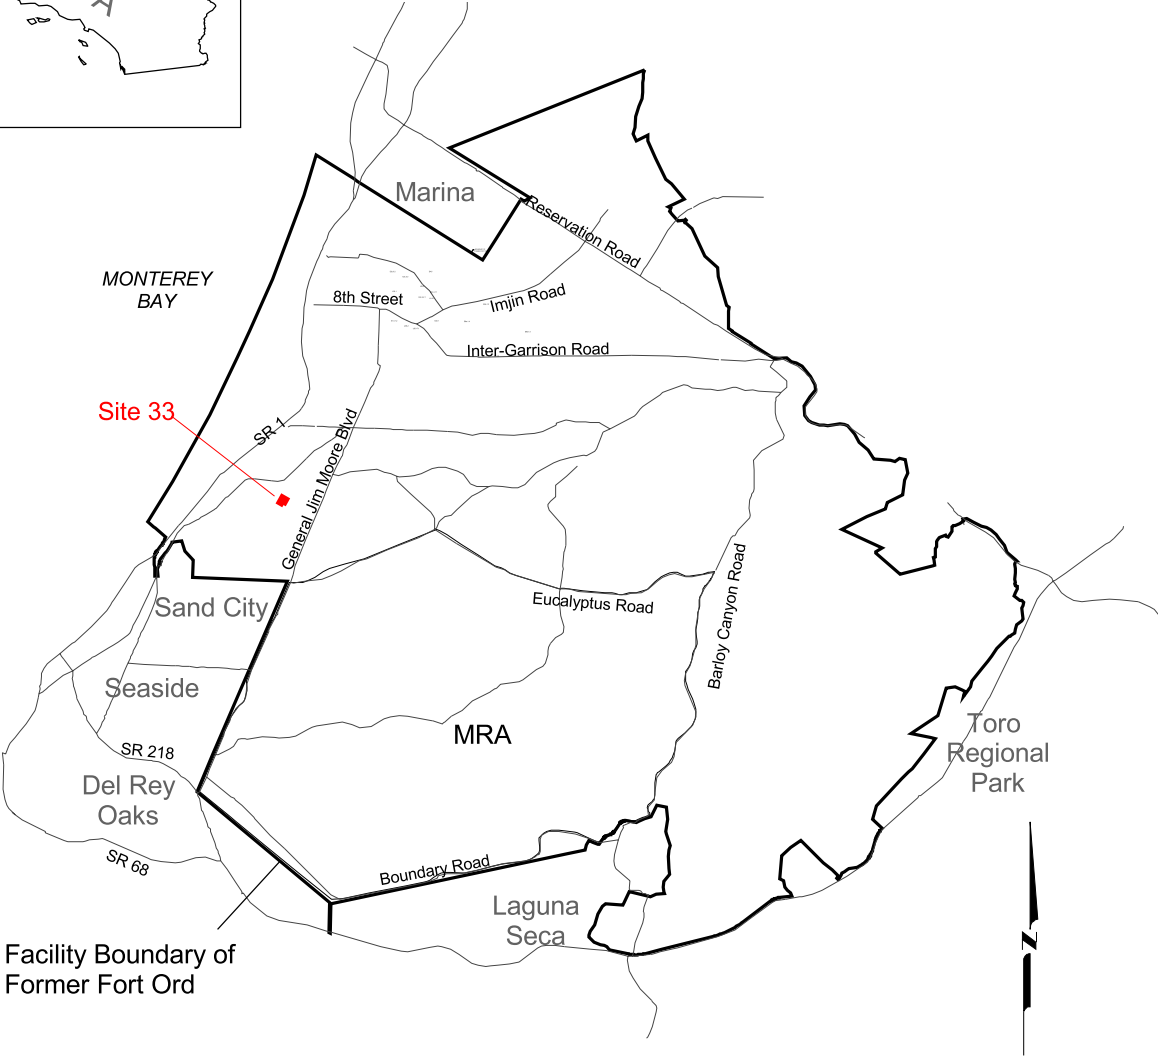 A
Marina
Reservation Road
MONTEREY
BAY
8th Street
Imjin Road
Inter-Garrison Road
Site 33
SR 1
General Jim Moore Blvd
Sand City
Eucalyptus Road
Barloy Canyon Road
Seaside
SR 218
MRA
Toro
Regional
Park
Del Rey
Oaks
SR 68
Boundary Road
Laguna
Seca
Facility Boundary of
Former Fort Ord
N